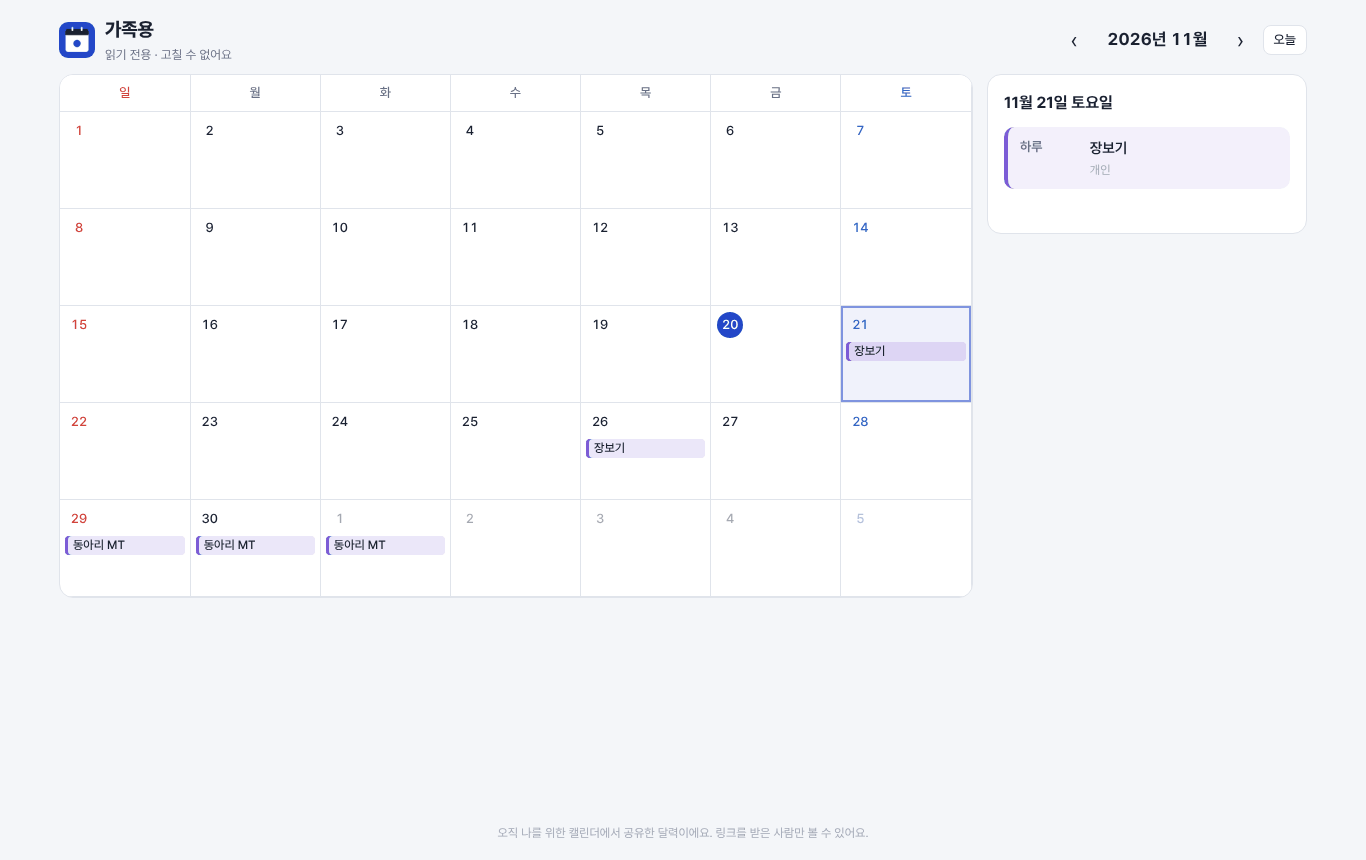 가족용
읽기 전용 · 고칠 수 없어요
‹ 2026년 11월 › 오늘
일 월 화 수 목 금 토
1 2 3 4 5 6 7
8 9 10 11 12 13 14
15 16 17 18 19 20 21
장보기
22 23 24 25 26 27 28
장보기
29 30 1 2 3 4 5
동아리 MT 동아리 MT 동아리 MT
11월 21일 토요일
하루 장보기
개인
오직 나를 위한 캘린더에서 공유한 달력이에요. 링크를 받은 사람만 볼 수 있어요.